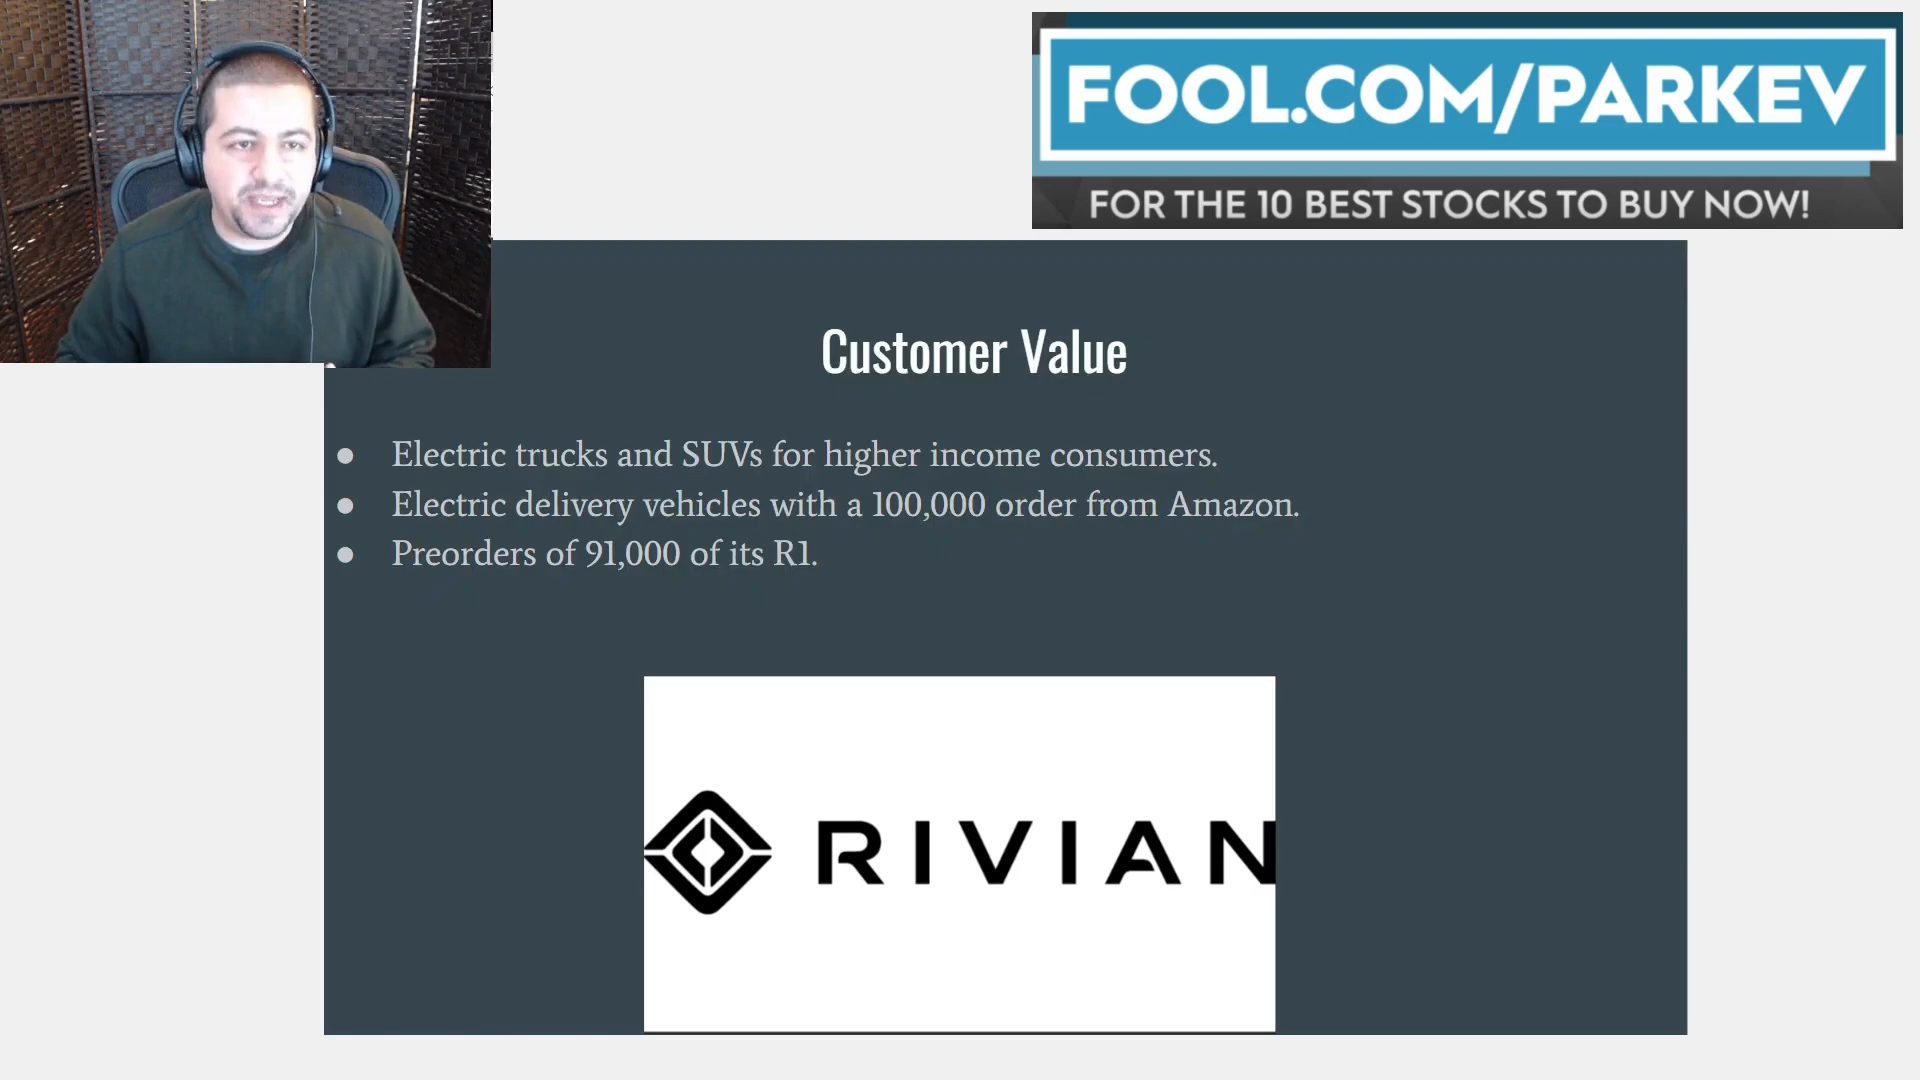 FOOL.COM/PARKEV
FOR THE 10 BEST STOCKS TO BUY NOW!
Customer Value
● Electric trucks and SUVs for higher income consumers.
● Electric delivery vehicles with a 100,000 order from Amazon.
● Preorders of 91,000 of its R1.
RIVIAN